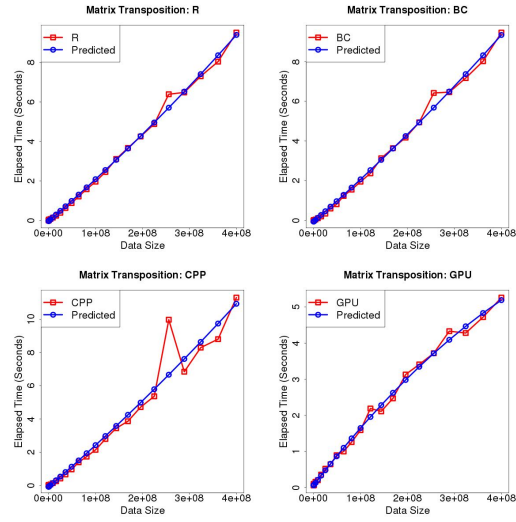 Matrix Transposition: R
R
Predicted
Elapsed Time (Seconds)
0 2 4 6 8
0e+00 1e+08 2e+08 3e+08 4e+08
Data Size
Matrix Transposition: BC
BC
Predicted
Elapsed Time (Seconds)
0 2 4 6 8
0e+00 1e+08 2e+08 3e+08 4e+08
Data Size
Matrix Transposition: CPP
CPP
Predicted
Elapsed Time (Seconds)
0 2 4 6 8 10
0e+00 1e+08 2e+08 3e+08 4e+08
Data Size
Matrix Transposition: GPU
GPU
Predicted
Elapsed Time (Seconds)
0 1 2 3 4 5
0e+00 1e+08 2e+08 3e+08 4e+08
Data Size